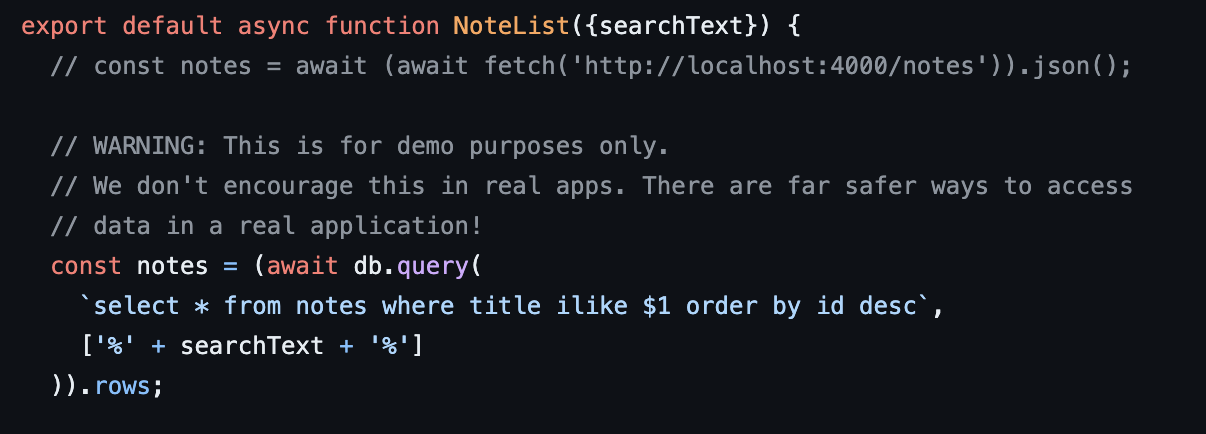 export default async function NoteList({searchText}) {
// const notes = await (await fetch('http://localhost:4000/notes')).json();
// WARNING: This is for demo purposes only.
// We don't encourage this in real apps. There are far safer ways to access
// data in a real application!
const notes = (await db.query(
`select * from notes where title ilike $1 order by id desc`,
['%' + searchText + '%']
)).rows;